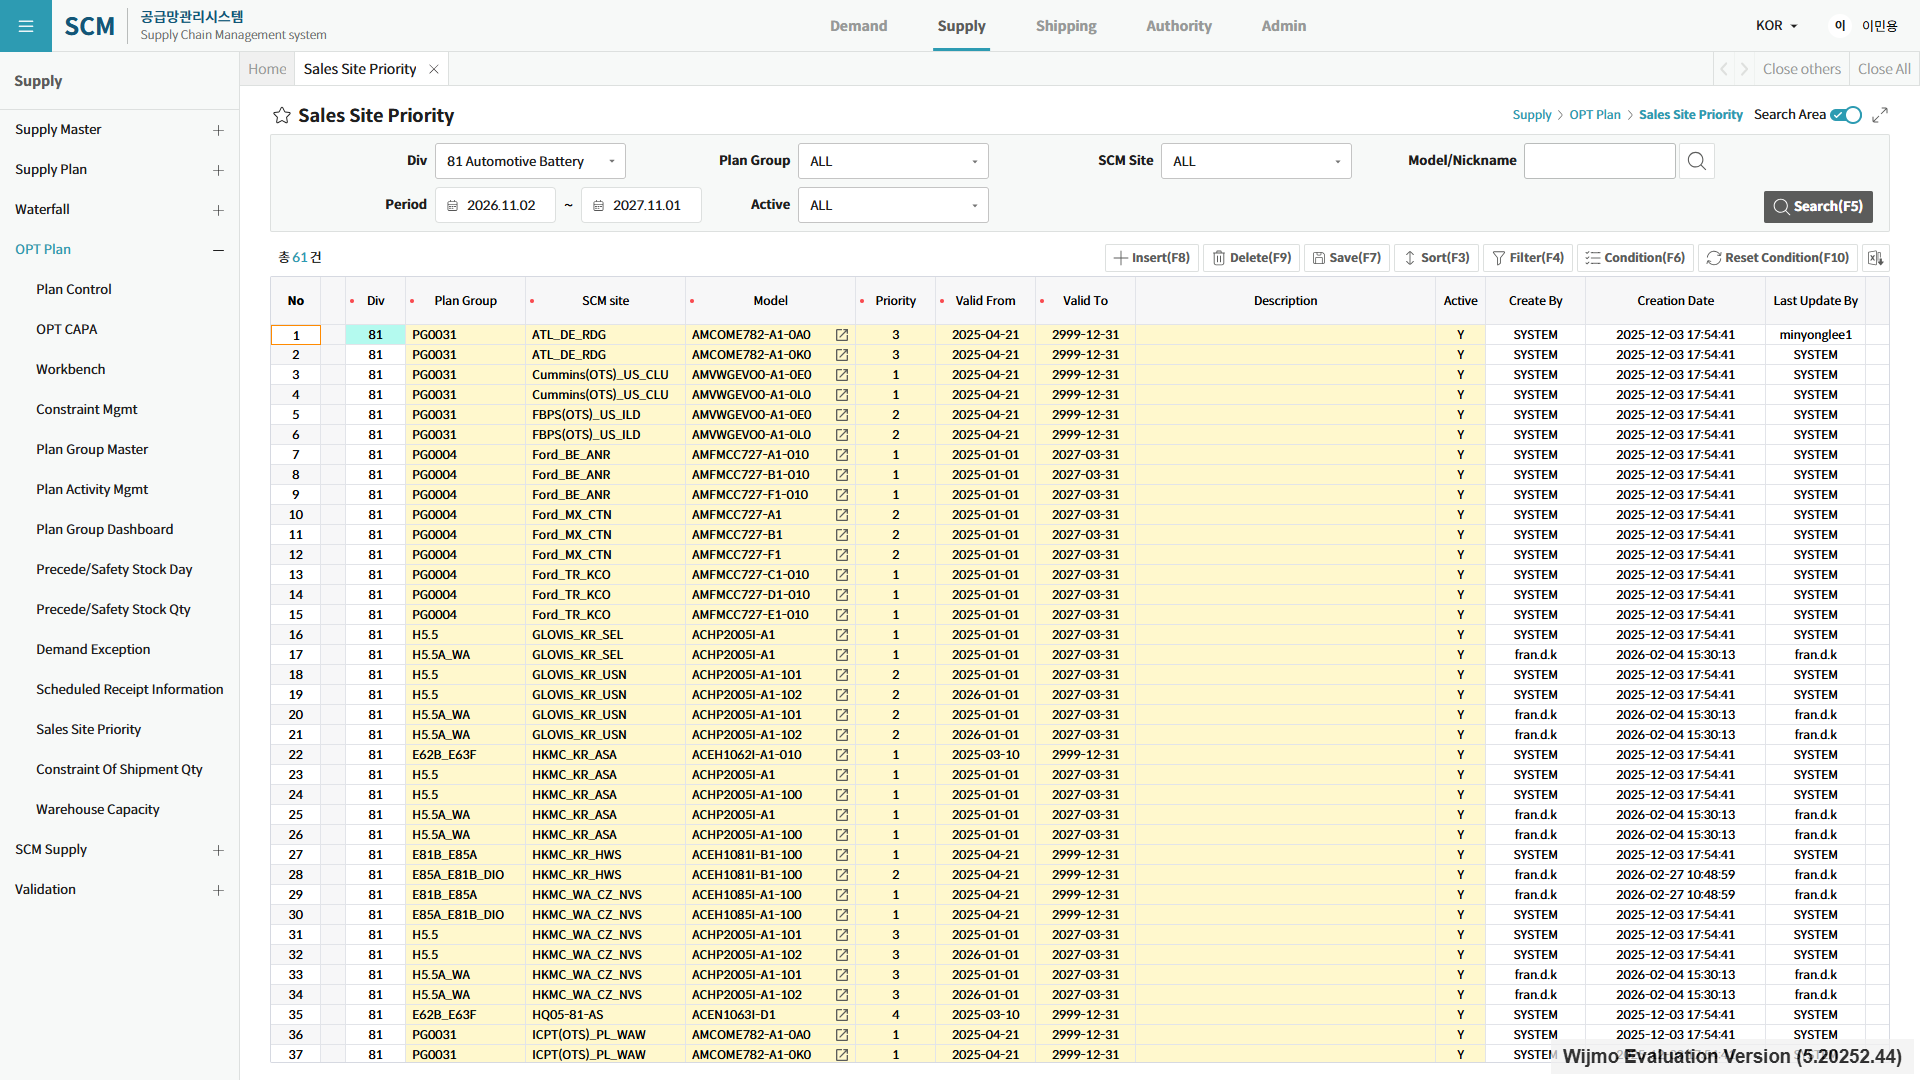 SCM 공급망관리시스템
Supply Chain Management system
Demand Supply Shipping Authority Admin
KOR 이 이민용
Supply
Home Sales Site Priority Close others Close All
Supply Master
Supply Plan
Waterfall
OPT Plan
Plan Control
OPT CAPA
Workbench
Constraint Mgmt
Plan Group Master
Plan Activity Mgmt
Plan Group Dashboard
Precede/Safety Stock Day
Precede/Safety Stock Qty
Demand Exception
Scheduled Receipt Information
Sales Site Priority
Constraint Of Shipment Qty
Warehouse Capacity
SCM Supply
Validation
Sales Site Priority
Supply > OPT Plan > Sales Site Priority Search Area
Div 81 Automotive Battery Plan Group ALL SCM Site ALL Model/Nickname
Period 2026.11.02 ~ 2027.11.01 Active ALL Search(F5)
총 61 건
Insert(F8) Delete(F9) Save(F7) Sort(F3) Filter(F4) Condition(F6) Reset Condition(F10)
No Div Plan Group SCM site Model Priority Valid From Valid To Description Active Create By Creation Date Last Update By
1 81 PG0031 ATL_DE_RDG AMCOME782-A1-0A0 3 2025-04-21 2999-12-31 Y SYSTEM 2025-12-03 17:54:41 minyonglee1
2 81 PG0031 ATL_DE_RDG AMCOME782-A1-0K0 3 2025-04-21 2999-12-31 Y SYSTEM 2025-12-03 17:54:41 SYSTEM
3 81 PG0031 Cummins(OTS)_US_CLU AMVWGEVO0-A1-0E0 1 2025-04-21 2999-12-31 Y SYSTEM 2025-12-03 17:54:41 SYSTEM
4 81 PG0031 Cummins(OTS)_US_CLU AMVWGEVO0-A1-0L0 1 2025-04-21 2999-12-31 Y SYSTEM 2025-12-03 17:54:41 SYSTEM
5 81 PG0031 FBPS(OTS)_US_ILD AMVWGEVO0-A1-0E0 2 2025-04-21 2999-12-31 Y SYSTEM 2025-12-03 17:54:41 SYSTEM
6 81 PG0031 FBPS(OTS)_US_ILD AMVWGEVO0-A1-0L0 2 2025-04-21 2999-12-31 Y SYSTEM 2025-12-03 17:54:41 SYSTEM
7 81 PG0004 Ford_BE_ANR AMFMCC727-A1-010 1 2025-01-01 2027-03-31 Y SYSTEM 2025-12-03 17:54:41 SYSTEM
8 81 PG0004 Ford_BE_ANR AMFMCC727-B1-010 1 2025-01-01 2027-03-31 Y SYSTEM 2025-12-03 17:54:41 SYSTEM
9 81 PG0004 Ford_BE_ANR AMFMCC727-F1-010 1 2025-01-01 2027-03-31 Y SYSTEM 2025-12-03 17:54:41 SYSTEM
10 81 PG0004 Ford_MX_CTN AMFMCC727-A1 2 2025-01-01 2027-03-31 Y SYSTEM 2025-12-03 17:54:41 SYSTEM
11 81 PG0004 Ford_MX_CTN AMFMCC727-B1 2 2025-01-01 2027-03-31 Y SYSTEM 2025-12-03 17:54:41 SYSTEM
12 81 PG0004 Ford_MX_CTN AMFMCC727-F1 2 2025-01-01 2027-03-31 Y SYSTEM 2025-12-03 17:54:41 SYSTEM
13 81 PG0004 Ford_TR_KCO AMFMCC727-C1-010 1 2025-01-01 2027-03-31 Y SYSTEM 2025-12-03 17:54:41 SYSTEM
14 81 PG0004 Ford_TR_KCO AMFMCC727-D1-010 1 2025-01-01 2027-03-31 Y SYSTEM 2025-12-03 17:54:41 SYSTEM
15 81 PG0004 Ford_TR_KCO AMFMCC727-E1-010 1 2025-01-01 2027-03-31 Y SYSTEM 2025-12-03 17:54:41 SYSTEM
16 81 H5.5 GLOVIS_KR_SEL ACHP2005I-A1 1 2025-01-01 2027-03-31 Y SYSTEM 2025-12-03 17:54:41 SYSTEM
17 81 H5.5A_WA GLOVIS_KR_SEL ACHP2005I-A1 1 2025-01-01 2027-03-31 Y fran.d.k 2026-02-04 15:30:13 fran.d.k
18 81 H5.5 GLOVIS_KR_USN ACHP2005I-A1-101 2 2025-01-01 2027-03-31 Y SYSTEM 2025-12-03 17:54:41 SYSTEM
19 81 H5.5 GLOVIS_KR_USN ACHP2005I-A1-102 2 2026-01-01 2027-03-31 Y SYSTEM 2025-12-03 17:54:41 SYSTEM
20 81 H5.5A_WA GLOVIS_KR_USN ACHP2005I-A1-101 2 2025-01-01 2027-03-31 Y fran.d.k 2026-02-04 15:30:13 fran.d.k
21 81 H5.5A_WA GLOVIS_KR_USN ACHP2005I-A1-102 2 2026-01-01 2027-03-31 Y fran.d.k 2026-02-04 15:30:13 fran.d.k
22 81 E62B_E63F HKMC_KR_ASA ACEH1062I-A1-010 1 2025-03-10 2999-12-31 Y SYSTEM 2025-12-03 17:54:41 SYSTEM
23 81 H5.5 HKMC_KR_ASA ACHP2005I-A1 1 2025-01-01 2027-03-31 Y SYSTEM 2025-12-03 17:54:41 SYSTEM
24 81 H5.5 HKMC_KR_ASA ACHP2005I-A1-100 1 2025-01-01 2027-03-31 Y SYSTEM 2025-12-03 17:54:41 SYSTEM
25 81 H5.5A_WA HKMC_KR_ASA ACHP2005I-A1 1 2025-01-01 2027-03-31 Y fran.d.k 2026-02-04 15:30:13 fran.d.k
26 81 H5.5A_WA HKMC_KR_ASA ACHP2005I-A1-100 1 2025-01-01 2027-03-31 Y fran.d.k 2026-02-04 15:30:13 fran.d.k
27 81 E81B_E85A HKMC_KR_HWS ACEH1081I-B1-100 1 2025-04-21 2999-12-31 Y SYSTEM 2025-12-03 17:54:41 SYSTEM
28 81 E85A_E81B_DIO HKMC_KR_HWS ACEH1081I-B1-100 2 2025-04-21 2999-12-31 Y fran.d.k 2026-02-27 10:48:59 fran.d.k
29 81 E81B_E85A HKMC_WA_CZ_NVS ACEH1085I-A1-100 1 2025-04-21 2999-12-31 Y fran.d.k 2026-02-27 10:48:59 fran.d.k
30 81 E85A_E81B_DIO HKMC_WA_CZ_NVS ACEH1085I-A1-100 1 2025-04-21 2999-12-31 Y SYSTEM 2025-12-03 17:54:41 SYSTEM
31 81 H5.5 HKMC_WA_CZ_NVS ACHP2005I-A1-101 3 2025-01-01 2027-03-31 Y SYSTEM 2025-12-03 17:54:41 SYSTEM
32 81 H5.5 HKMC_WA_CZ_NVS ACHP2005I-A1-102 3 2026-01-01 2027-03-31 Y SYSTEM 2025-12-03 17:54:41 SYSTEM
33 81 H5.5A_WA HKMC_WA_CZ_NVS ACHP2005I-A1-101 3 2025-01-01 2027-03-31 Y fran.d.k 2026-02-04 15:30:13 fran.d.k
34 81 H5.5A_WA HKMC_WA_CZ_NVS ACHP2005I-A1-102 3 2026-01-01 2027-03-31 Y fran.d.k 2026-02-04 15:30:13 fran.d.k
35 81 E62B_E63F HQ05-81-AS ACEN1063I-D1 4 2025-03-10 2999-12-31 Y SYSTEM 2025-12-03 17:54:41 SYSTEM
36 81 PG0031 ICPT(OTS)_PL_WAW AMCOME782-A1-0A0 1 2025-04-21 2999-12-31 Y SYSTEM 2025-12-03 17:54:41 SYSTEM
37 81 PG0031 ICPT(OTS)_PL_WAW AMCOME782-A1-0K0 1 2025-04-21 2999-12-31 Y SYSTEM
Wijmo Evaluation Version (5.20252.44)